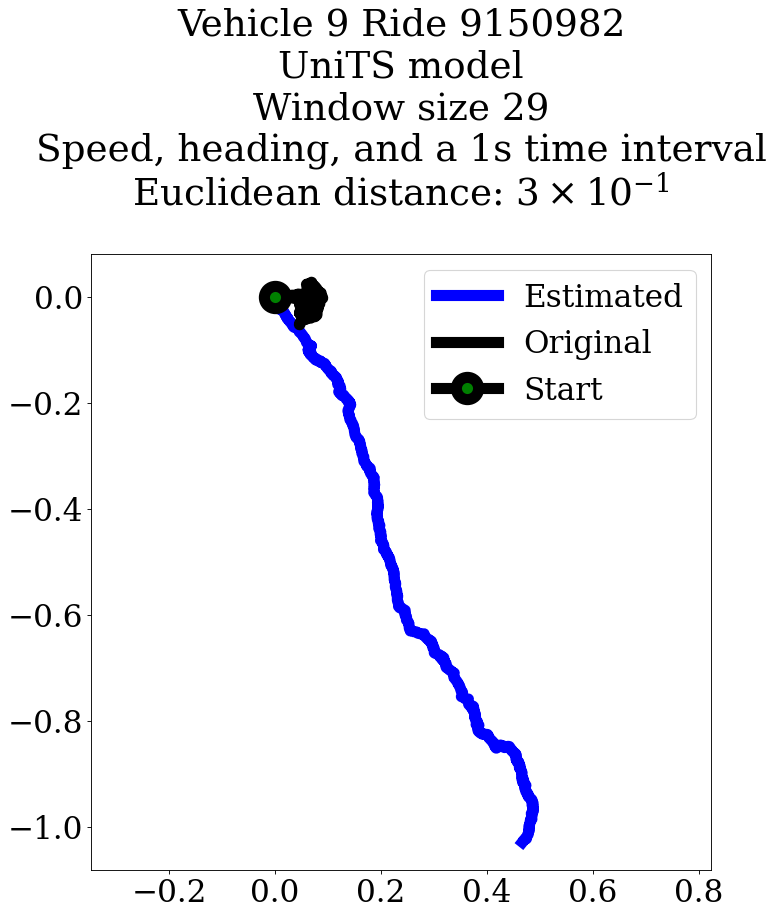 Vehicle 9 Ride 9150982
UniTS model
Window size 29
Speed, heading, and a 1s time interval
Euclidean distance: 3 × 10⁻¹
Estimated
Original
Start
0.0
−0.2
−0.4
−0.6
−0.8
−1.0
−0.2 0.0 0.2 0.4 0.6 0.8